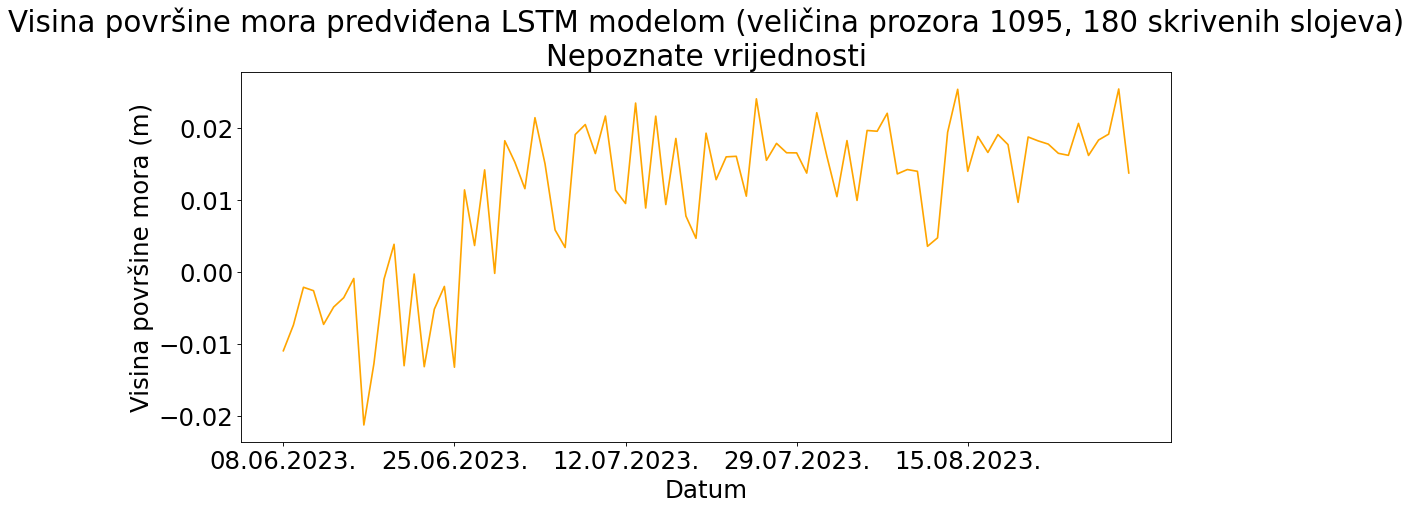 Visina površine mora predviđena LSTM modelom (veličina prozora 1095, 180 skrivenih slojeva)
Nepoznate vrijednosti
Visina površine mora (m)
0.02
0.01
0.00
−0.01
−0.02
08.06.2023. 25.06.2023. 12.07.2023. 29.07.2023. 15.08.2023.
Datum